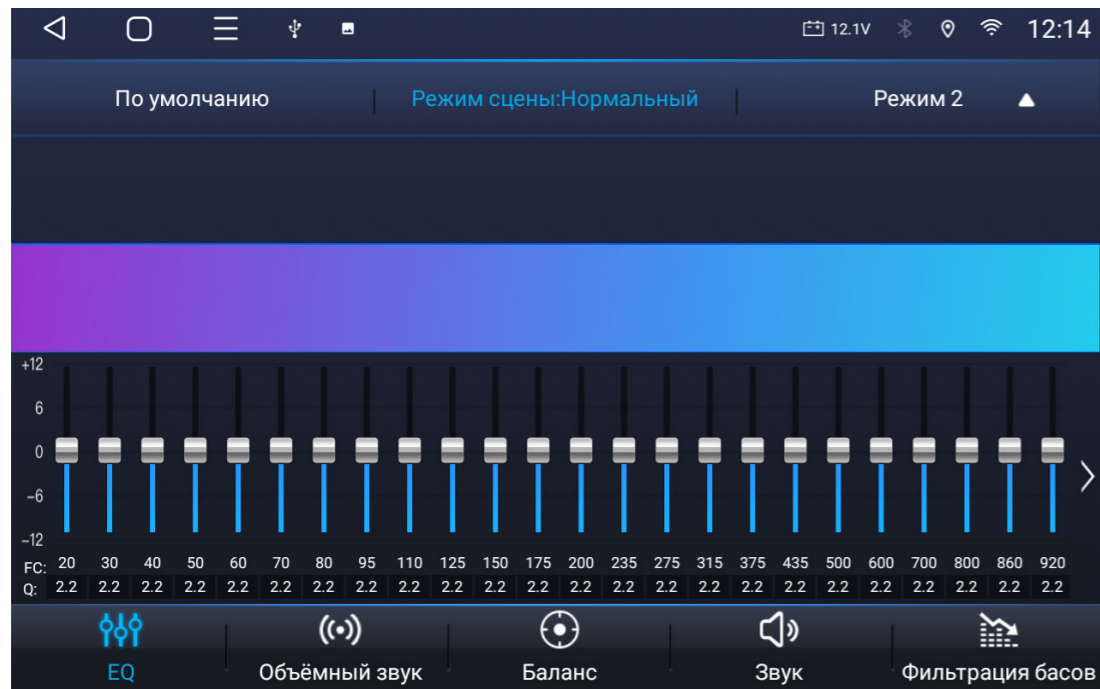 12.1V 12:14
По умолчанию Режим сцены:Нормальный Режим 2
+12
6
0
−6
−12
FC: 20 30 40 50 60 70 80 95 110 125 150 175 200 235 275 315 375 435 500 600 700 800 860 920
Q: 2.2 2.2 2.2 2.2 2.2 2.2 2.2 2.2 2.2 2.2 2.2 2.2 2.2 2.2 2.2 2.2 2.2 2.2 2.2 2.2 2.2 2.2 2.2 2.2
EQ Объёмный звук Баланс Звук Фильтрация басов